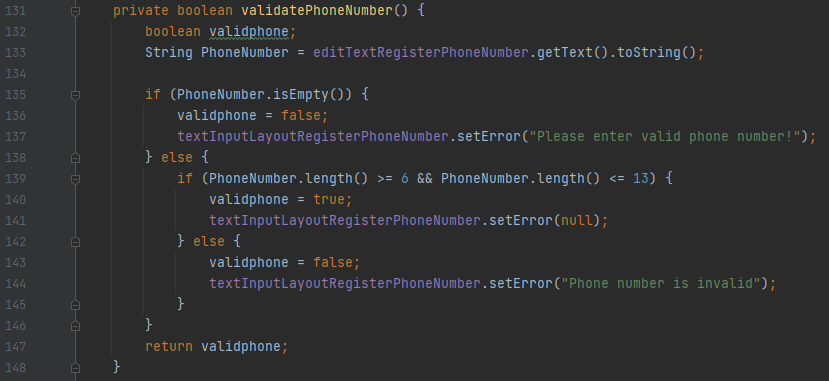 131 private boolean validatePhoneNumber() {
132 boolean validphone;
133 String PhoneNumber = editTextRegisterPhoneNumber.getText().toString();
134
135 if (PhoneNumber.isEmpty()) {
136 validphone = false;
137 textInputLayoutRegisterPhoneNumber.setError("Please enter valid phone number!");
138 } else {
139 if (PhoneNumber.length() >= 6 && PhoneNumber.length() <= 13) {
140 validphone = true;
141 textInputLayoutRegisterPhoneNumber.setError(null);
142 } else {
143 validphone = false;
144 textInputLayoutRegisterPhoneNumber.setError("Phone number is invalid");
145 }
146 }
147 return validphone;
148 }